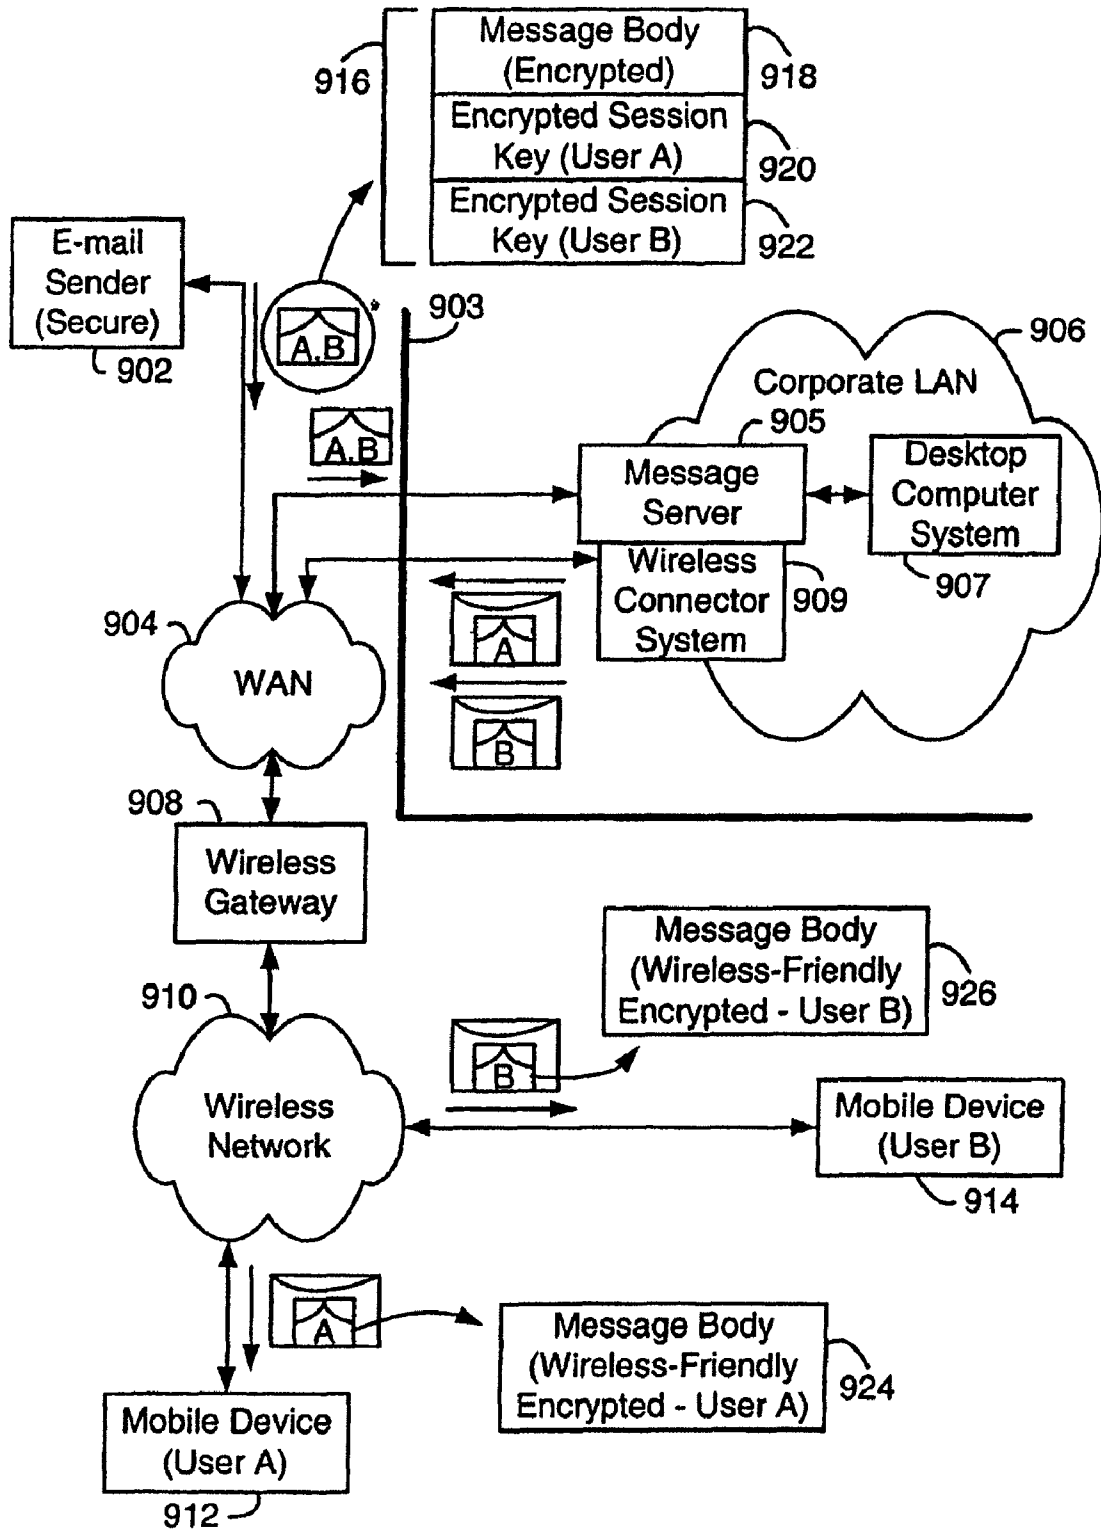 Message Body
(Encrypted)
916
918
Encrypted Session
Key (User A)
920
Encrypted Session
Key (User B)
922
E-mail
Sender
(Secure)
902
A,B
903
906
Corporate LAN
905
A,B
Message
Server
Desktop
Computer
System
907
Wireless
Connector
System
909
904
WAN
A
B
908
Wireless
Gateway
Message Body
(Wireless-Friendly
Encrypted - User B)
926
910
B
Wireless
Network
Mobile Device
(User B)
914
A
Message Body
(Wireless-Friendly
Encrypted - User A)
924
Mobile Device
(User A)
912